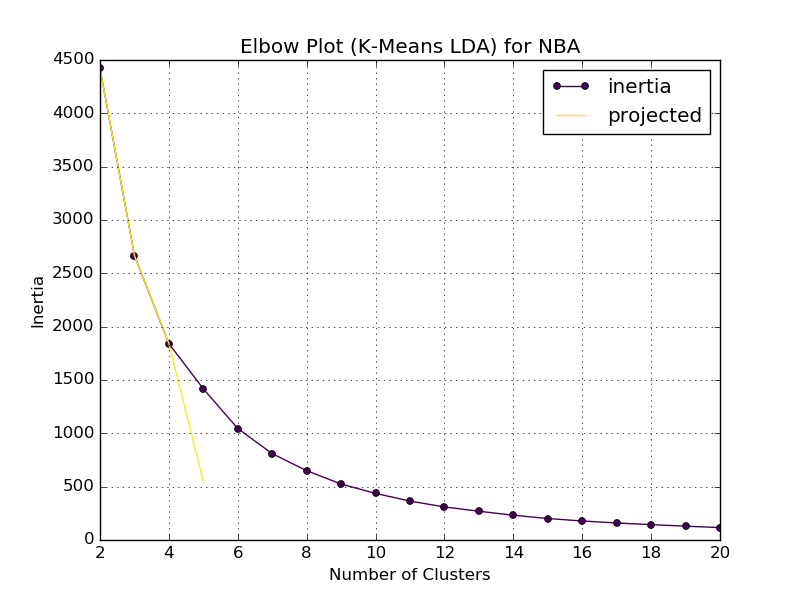 Elbow Plot (K-Means LDA) for NBA
inertia
projected
4500
4000
3500
3000
2500
2000
1500
1000
500
0
Inertia
2 4 6 8 10 12 14 16 18 20
Number of Clusters